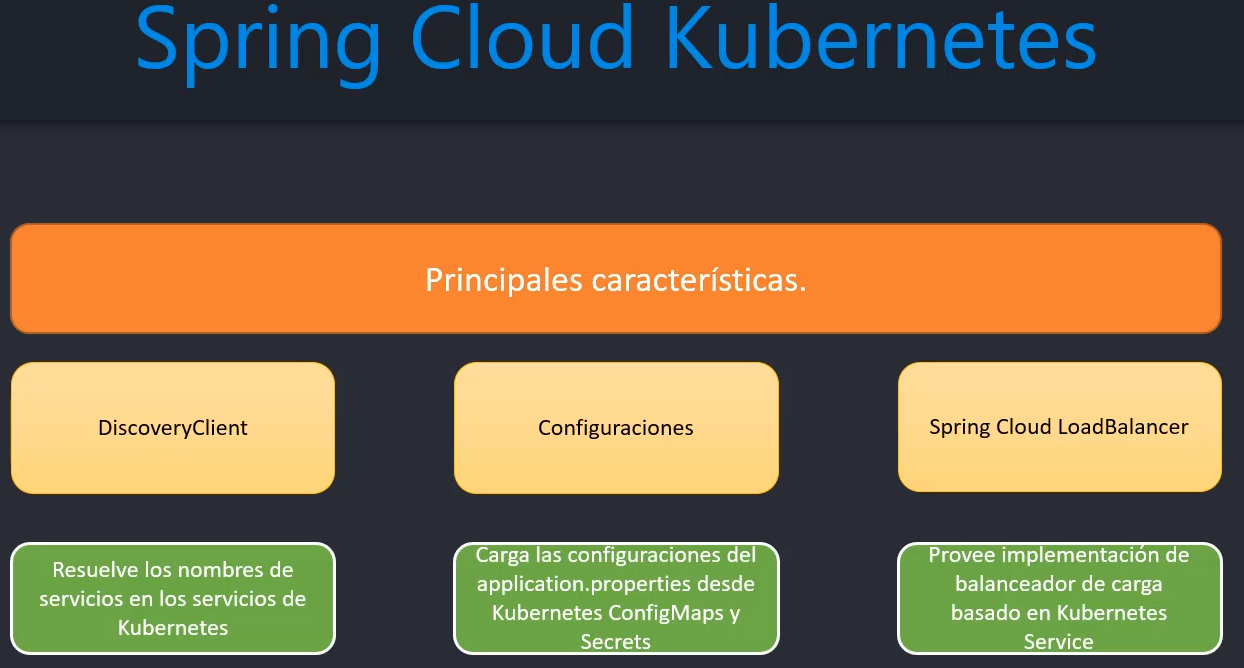 Spring Cloud Kubernetes
Principales características.
DiscoveryClient
Configuraciones
Spring Cloud LoadBalancer
Resuelve los nombres de
servicios en los servicios de
Kubernetes
Carga las configuraciones del
application.properties desde
Kubernetes ConfigMaps y
Secrets
Provee implementación de
balanceador de carga
basado en Kubernetes
Service